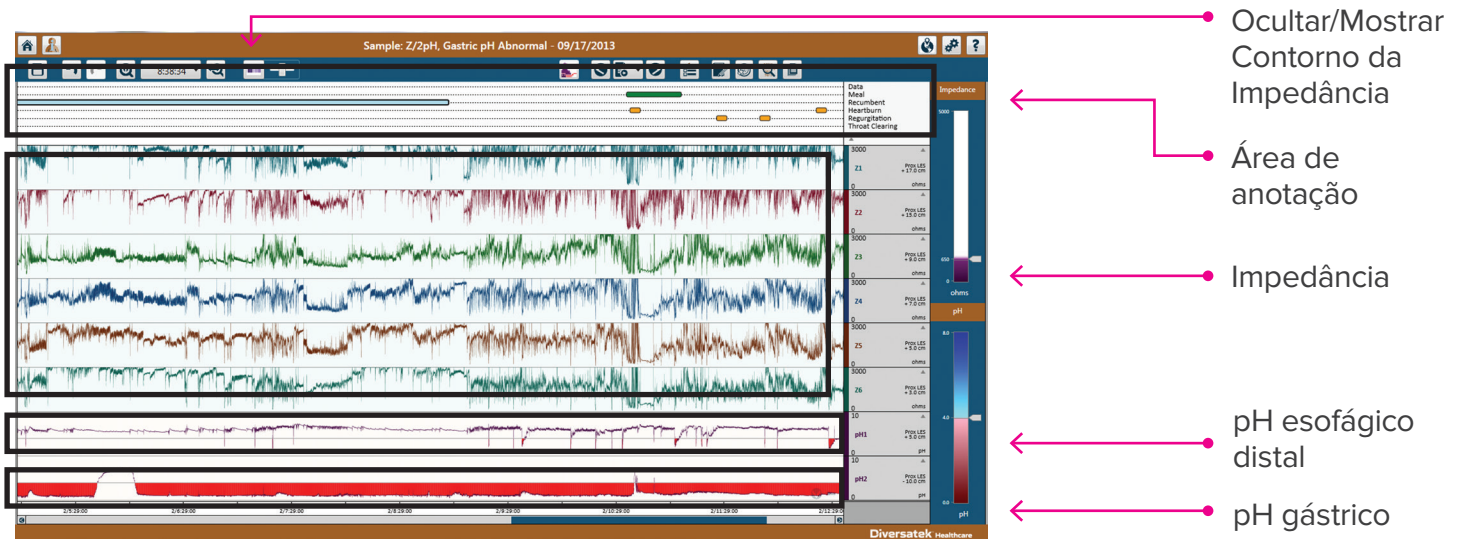 Sample: Z/2pH, Gastric pH Abnormal - 09/17/2013
?
8:38:34
Data
Meal
Recumbent
Heartburn
Regurgitation
Throat Clearing
Impedance
5000
650
0
ohms
pH
8.0
4.0
0.0
pH
3000
Z1
Prox LES
+ 17.0 cm
0
ohms
3000
Z2
Prox LES
+ 15.0 cm
0
ohms
3000
Z3
Prox LES
+ 9.0 cm
0
ohms
3000
Z4
Prox LES
+ 7.0 cm
0
ohms
3000
Z5
Prox LES
+ 5.0 cm
0
ohms
3000
Z6
Prox LES
+ 3.0 cm
0
ohms
10
pH1
Prox LES
+ 5.0 cm
0
pH
10
pH2
Prox LES
- 10.0 cm
0
pH
2/5:29:00 2/6:29:00 2/7:29:00 2/8:29:00 2/9:29:00 2/10:29:00 2/11:29:00 2/12:29:0
Diversatek Healthcare
Ocultar/Mostrar
Contorno da
Impedância
Área de
anotação
Impedância
pH esofágico
distal
pH gástrico